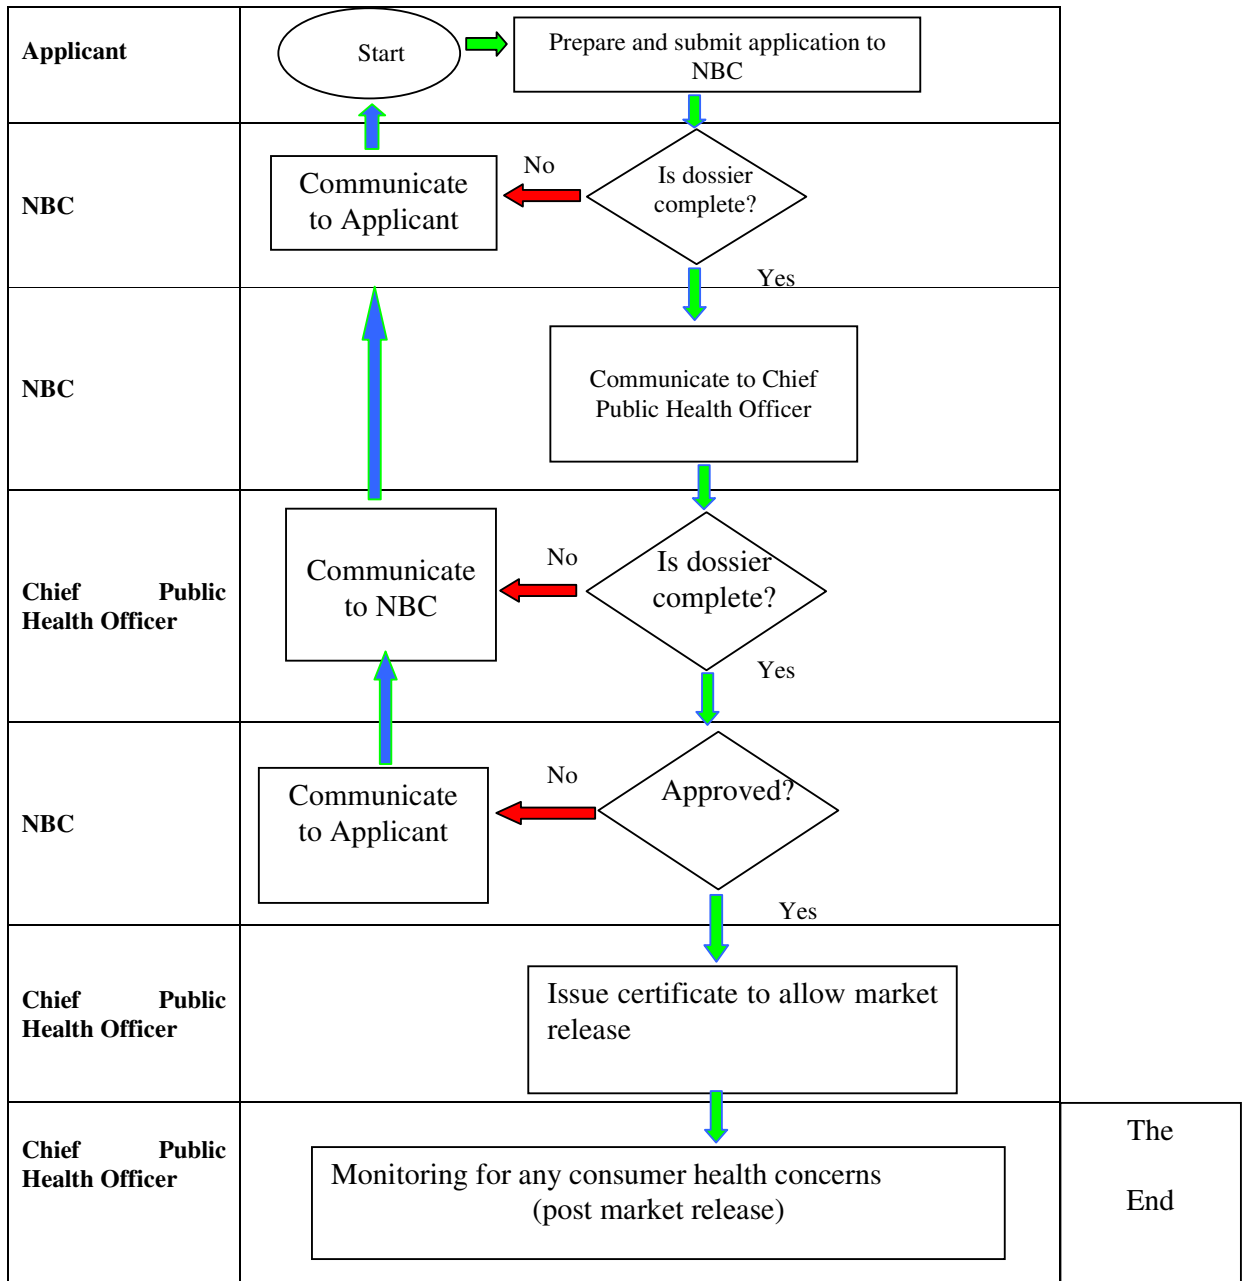 Applicant
Start
Prepare and submit application to
NBC
NBC
Communicate
to Applicant
No
Is dossier
complete?
Yes
NBC
Communicate to Chief
Public Health Officer
Chief Public
Health Officer
Communicate
to NBC
No
Is dossier
complete?
Yes
NBC
Communicate
to Applicant
No
Approved?
Yes
Chief Public
Health Officer
Issue certificate to allow market
release
Chief Public
Health Officer
Monitoring for any consumer health concerns
(post market release)
The
End